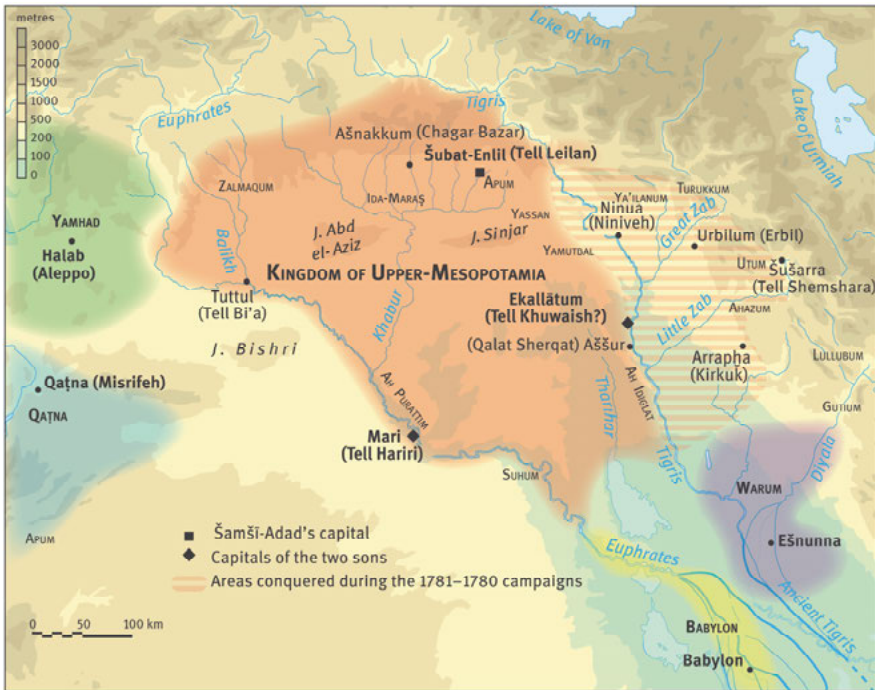 metres
3000
2000
1500
1000
500
200
100
0
Lake of Van
Lake of Urmiah
Euphrates
Tigris
Ašnakkum (Chagar Bazar)
Šubat-Enlil (Tell Leilan)
APUM
ZALMAQUM
IDA-MARAṢ
YASSAN
YA'ILANUM
TURUKKUM
Ninua
(Niniveh)
Great Zab
Urbilum (Erbil)
YAMHAD
Halab
(Aleppo)
Balikh
J. Abd
el-Aziz
J. Sinjar
YAMUTBAL
UTUM
Šušarra
(Tell Shemshara)
KINGDOM OF UPPER-MESOPOTAMIA
Tuttul
(Tell Bi'a)
Khabur
Ekallātum
(Tell Khuwaish?)
Little Zab
AHAZUM
J. Bishri
(Qalat Sherqat) Aššur
Arrapḫa
(Kirkuk)
LULLUBUM
Qaṭna (Misrifeh)
QAṬNA
AH PURATTIM
Tharthar
AH IDIGLAT
GUTIUM
Mari
(Tell Hariri)
Tigris
Diyala
SUHUM
WARUM
APUM
Ešnunna
Šamšī-Adad's capital
Capitals of the two sons
Areas conquered during the 1781–1780 campaigns
Euphrates
Ancient Tigris
0 50 100 km
BABYLON
Babylon